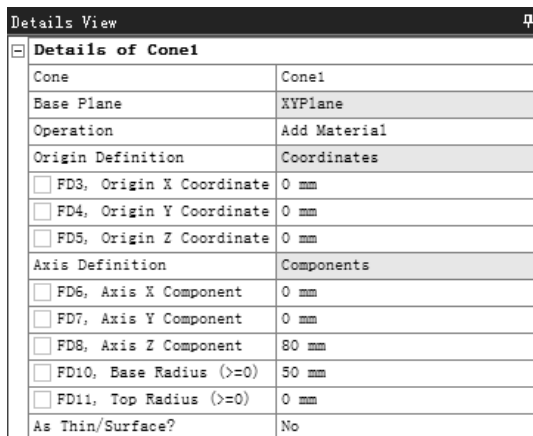 Details View
Details of Cone1
Cone Cone1
Base Plane XYPlane
Operation Add Material
Origin Definition Coordinates
FD3, Origin X Coordinate 0 mm
FD4, Origin Y Coordinate 0 mm
FD5, Origin Z Coordinate 0 mm
Axis Definition Components
FD6, Axis X Component 0 mm
FD7, Axis Y Component 0 mm
FD8, Axis Z Component 80 mm
FD10, Base Radius (>=0) 50 mm
FD11, Top Radius (>=0) 0 mm
As Thin/Surface? No